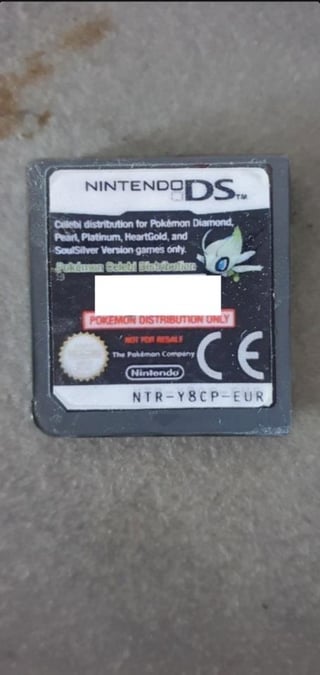 NINTENDO DS™
Celebi distribution for Pokémon Diamond,
Pearl, Platinum, HeartGold, and
SoulSilver Version games only.
Pokémon Celebi Distribution
POKEMON DISTRIBUTION ONLY
NOT FOR RESALE
The Pokémon Company
Nintendo
CE
NTR-Y8CP-EUR